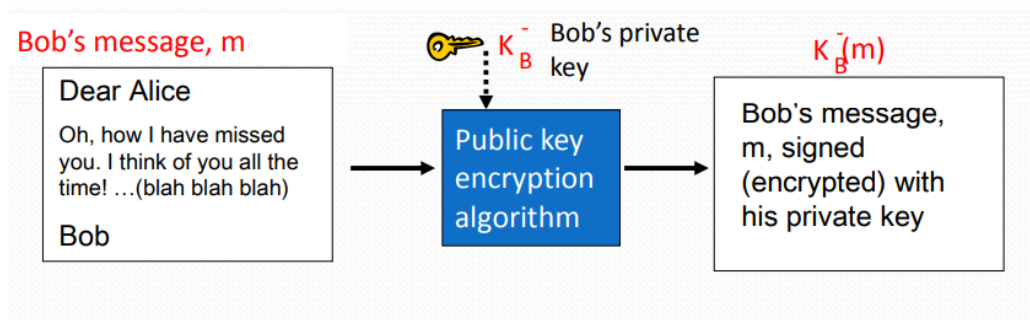 Bob's message, m
Dear Alice
Oh, how I have missed
you. I think of you all the
time! …(blah blah blah)
Bob
K B - Bob's private
key
Public key
encryption
algorithm
K B -(m)
Bob's message,
m, signed
(encrypted) with
his private key